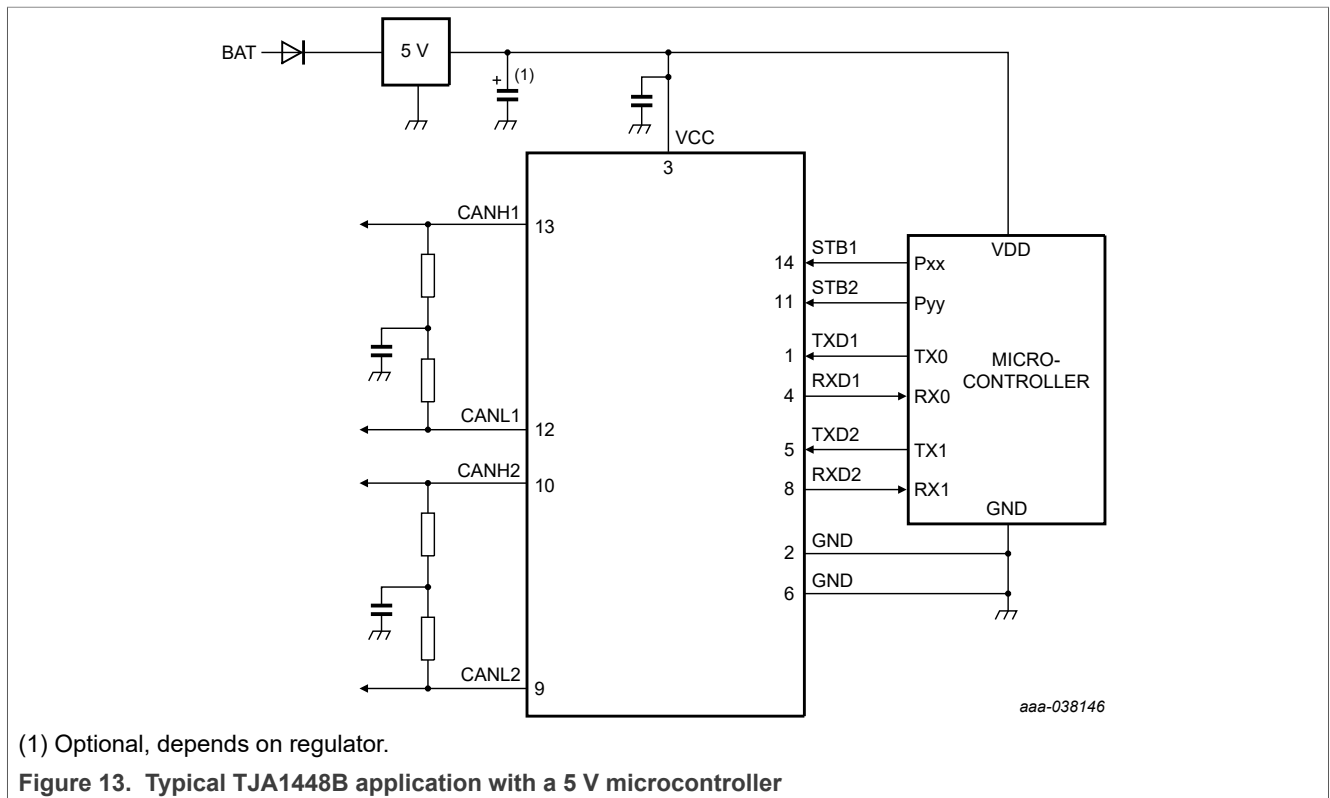 BAT
5 V
+
(1)
VCC
3
CANH1
13
CANL1
12
CANH2
10
CANL2
9
14
STB1
Pxx
11
STB2
Pyy
1
TXD1
TX0
4
RXD1
RX0
5
TXD2
TX1
8
RXD2
RX1
2
GND
6
GND
VDD
MICRO-
CONTROLLER
GND
aaa-038146
(1) Optional, depends on regulator.
Figure 13. Typical TJA1448B application with a 5 V microcontroller